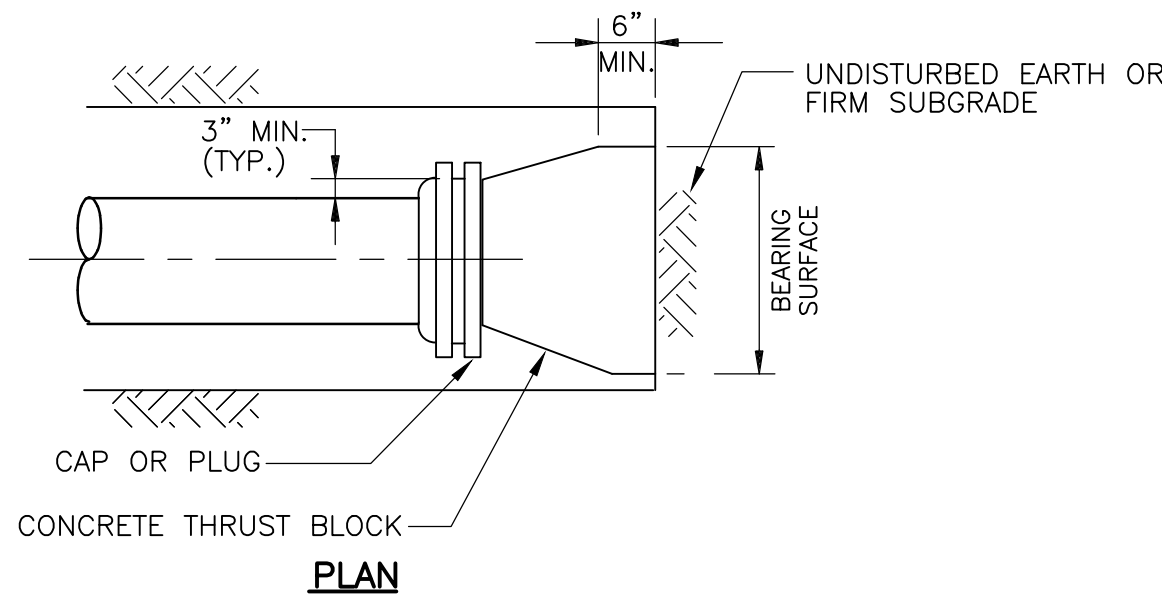 6”
MIN.
UNDISTURBED EARTH OR
FIRM SUBGRADE
3” MIN.
(TYP.)
BEARING
SURFACE
CAP OR PLUG
CONCRETE THRUST BLOCK
PLAN